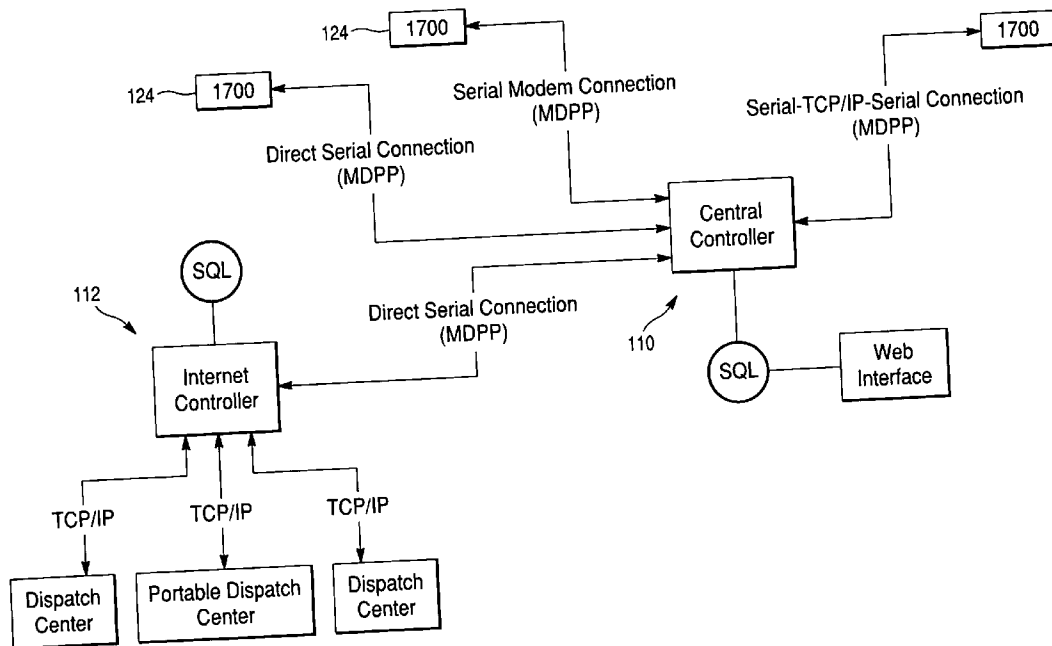 124
1700
1700
124
1700
Serial Modem Connection
(MDPP)
Serial-TCP/IP-Serial Connection
(MDPP)
Direct Serial Connection
(MDPP)
Central
Controller
SQL
112
Direct Serial Connection
(MDPP)
110
Internet
Controller
SQL
Web
Interface
TCP/IP
TCP/IP
TCP/IP
Dispatch
Center
Portable Dispatch
Center
Dispatch
Center